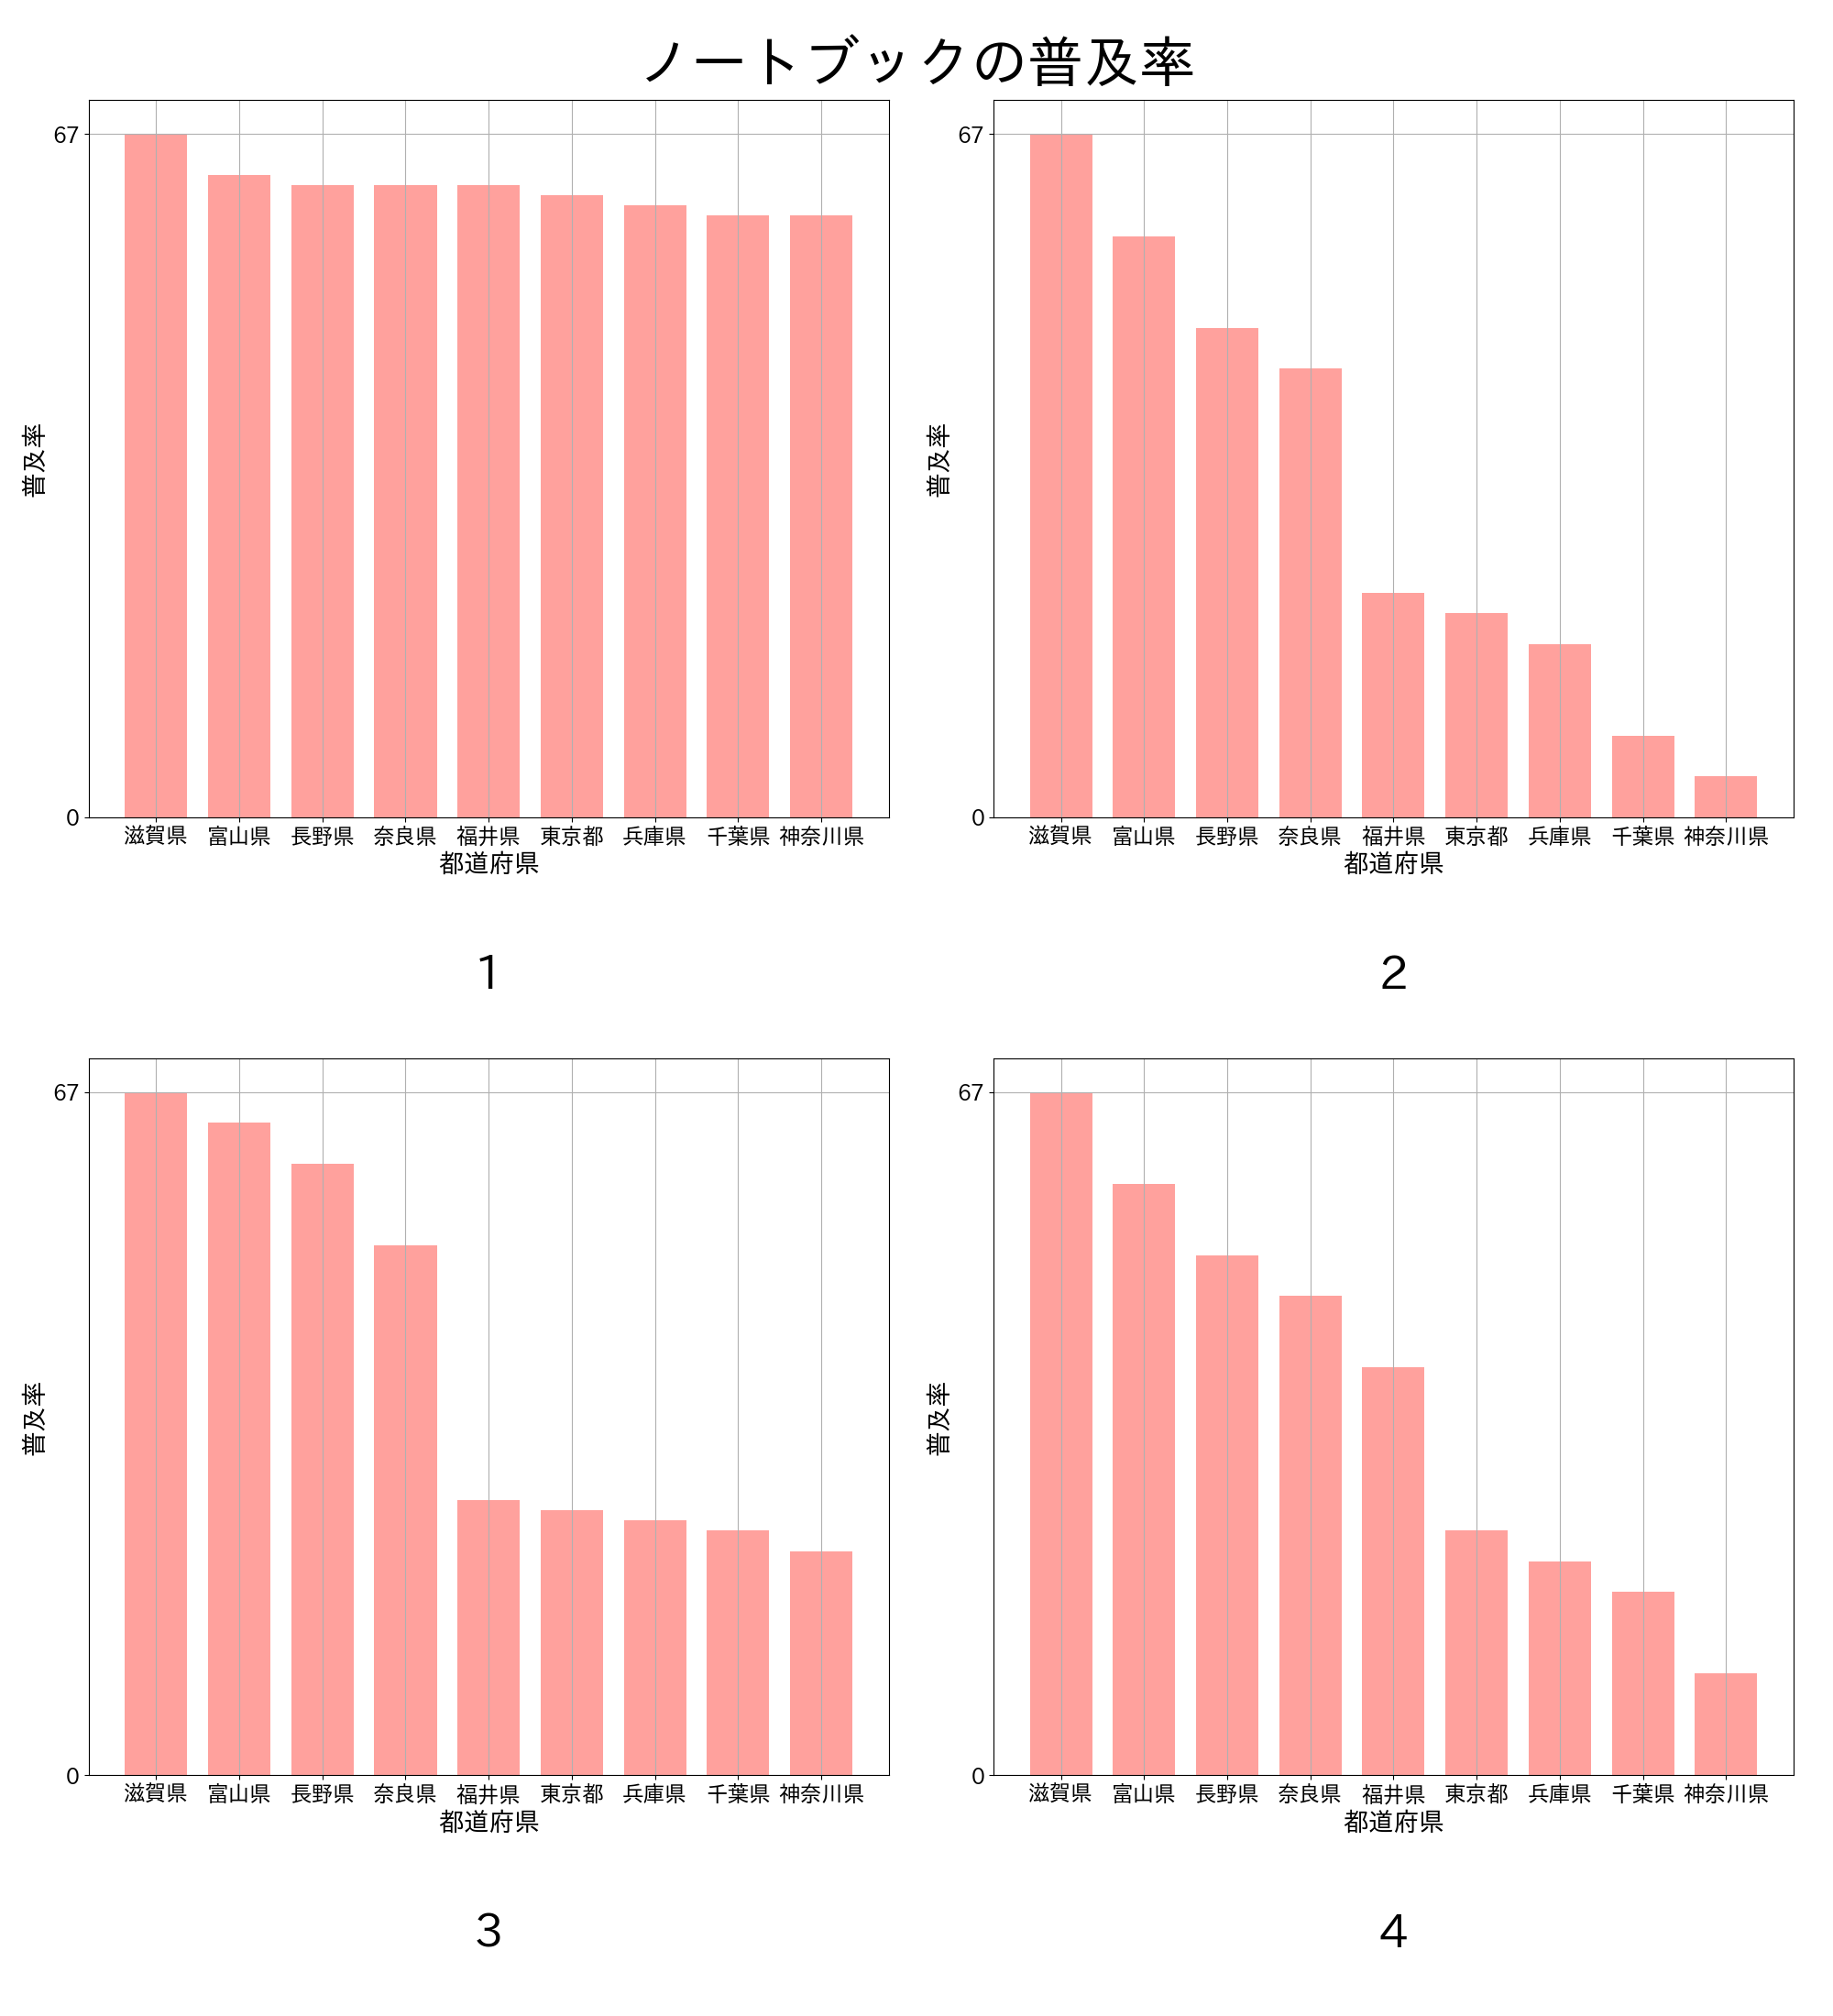 ノートブックの普及率
67
0
普及率
滋賀県 富山県 長野県 奈良県 福井県 東京都 兵庫県 千葉県 神奈川県
都道府県
1
67
0
普及率
滋賀県 富山県 長野県 奈良県 福井県 東京都 兵庫県 千葉県 神奈川県
都道府県
2
67
0
普及率
滋賀県 富山県 長野県 奈良県 福井県 東京都 兵庫県 千葉県 神奈川県
都道府県
3
67
0
普及率
滋賀県 富山県 長野県 奈良県 福井県 東京都 兵庫県 千葉県 神奈川県
都道府県
4